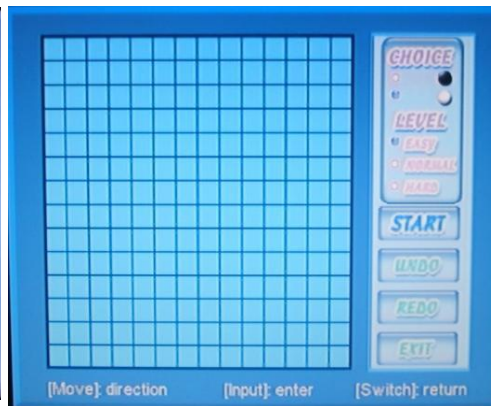 CHOICE
LEVEL
EASY
NORMAL
HARD
START
UNDO
REDO
EXIT
[Move]: direction [Input]: enter [Switch]: return